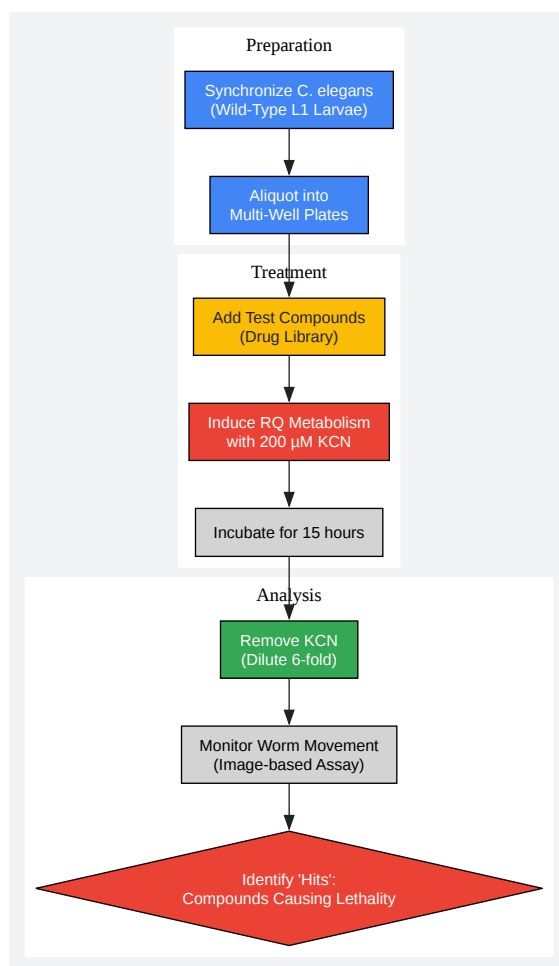 Preparation
Synchronize C. elegans
(Wild-Type L1 Larvae)
Aliquot into
Multi-Well Plates
Treatment
Add Test Compounds
(Drug Library)
Induce RQ Metabolism
with 200 µM KCN
Incubate for 15 hours
Analysis
Remove KCN
(Dilute 6-fold)
Monitor Worm Movement
(Image-based Assay)
Identify 'Hits':
Compounds Causing Lethality